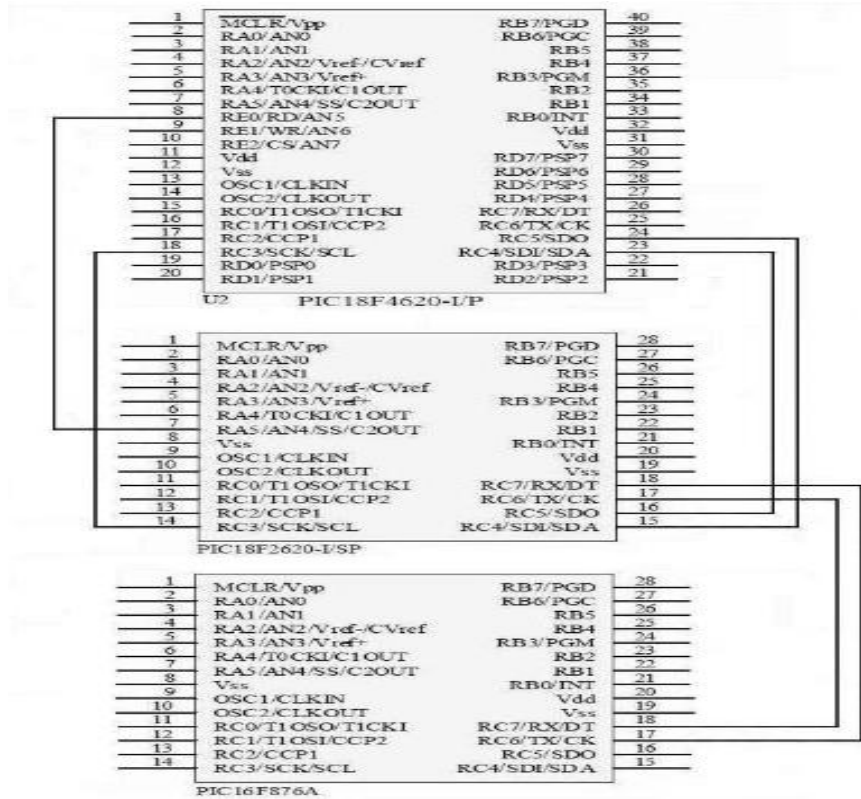 1 MCLR/Vpp RB7/PGD 40
2 RA0/AN0 RB6/PGC 39
3 RA1/AN1 RB5 38
4 RA2/AN2/Vref-/CVref RB4 37
5 RA3/AN3/Vref+ RB3/PGM 36
6 RA4/T0CKI/C1OUT RB2 35
7 RA5/AN4/SS/C2OUT RB1 34
8 RE0/RD/AN5 RB0/INT 33
9 RE1/WR/AN6 Vdd 32
10 RE2/CS/AN7 Vss 31
11 Vdd RD7/PSP7 30
12 Vss RD6/PSP6 29
13 OSC1/CLKIN RD5/PSP5 28
14 OSC2/CLKOUT RD4/PSP4 27
15 RC0/T1OSO/T1CKI RC7/RX/DT 26
16 RC1/T1OSI/CCP2 RC6/TX/CK 25
17 RC2/CCP1 RC5/SDO 24
18 RC3/SCK/SCL RC4/SDI/SDA 23
19 RD0/PSP0 RD3/PSP3 22
20 RD1/PSP1 RD2/PSP2 21
U2 PIC18F4620-I/P
1 MCLR/Vpp RB7/PGD 28
2 RA0/AN0 RB6/PGC 27
3 RA1/AN1 RB5 26
4 RA2/AN2/Vref-/CVref RB4 25
5 RA3/AN3/Vref+ RB3/PGM 24
6 RA4/T0CKI/C1OUT RB2 23
7 RA5/AN4/SS/C2OUT RB1 22
8 Vss RB0/INT 21
9 OSC1/CLKIN Vdd 20
10 OSC2/CLKOUT Vss 19
11 RC0/T1OSO/T1CKI RC7/RX/DT 18
12 RC1/T1OSI/CCP2 RC6/TX/CK 17
13 RC2/CCP1 RC5/SDO 16
14 RC3/SCK/SCL RC4/SDI/SDA 15
PIC18F2620-I/SP
1 MCLR/Vpp RB7/PGD 28
2 RA0/AN0 RB6/PGC 27
3 RA1/AN1 RB5 26
4 RA2/AN2/Vref-/CVref RB4 25
5 RA3/AN3/Vref+ RB3/PGM 24
6 RA4/T0CKI/C1OUT RB2 23
7 RA5/AN4/SS/C2OUT RB1 22
8 Vss RB0/INT 21
9 OSC1/CLKIN Vdd 20
10 OSC2/CLKOUT Vss 19
11 RC0/T1OSO/T1CKI RC7/RX/DT 18
12 RC1/T1OSI/CCP2 RC6/TX/CK 17
13 RC2/CCP1 RC5/SDO 16
14 RC3/SCK/SCL RC4/SDI/SDA 15
PIC16F876A